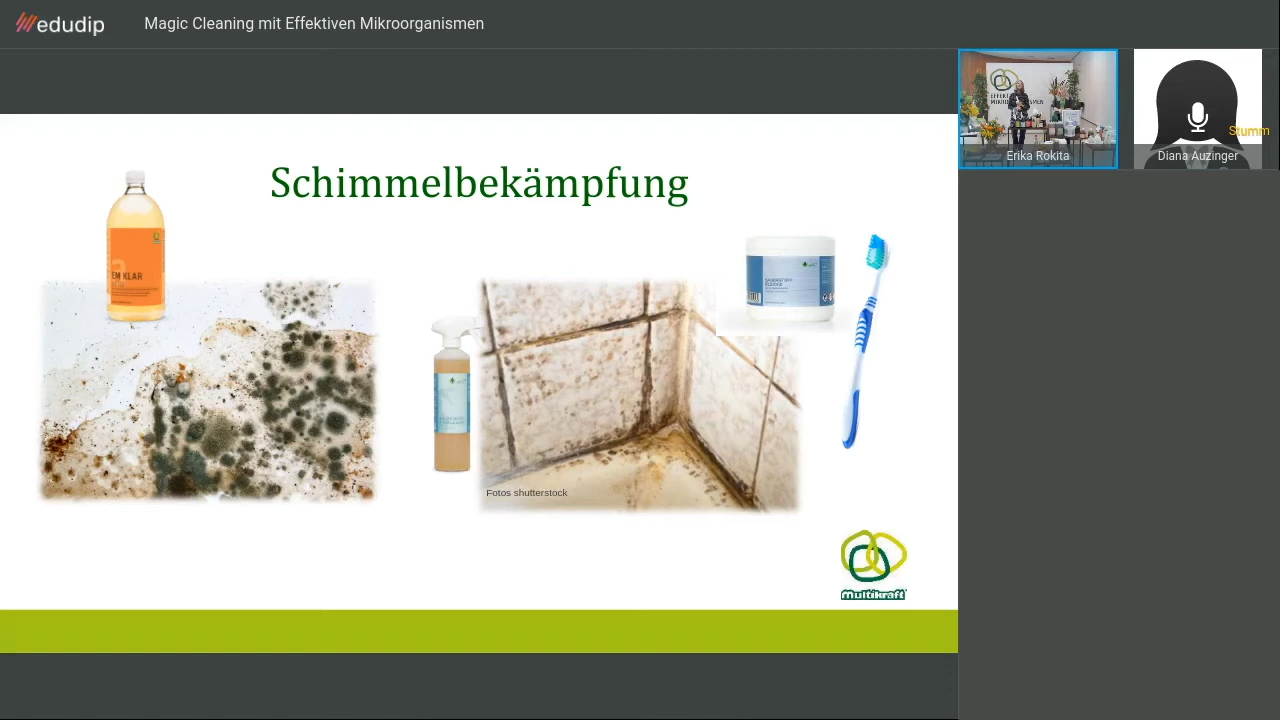 edudip
Magic Cleaning mit Effektiven Mikroorganismen
Erika Rokita
Stumm
Diana Auzinger
Schimmelbekämpfung
EM KLAR
Fotos shutterstock
multikraft